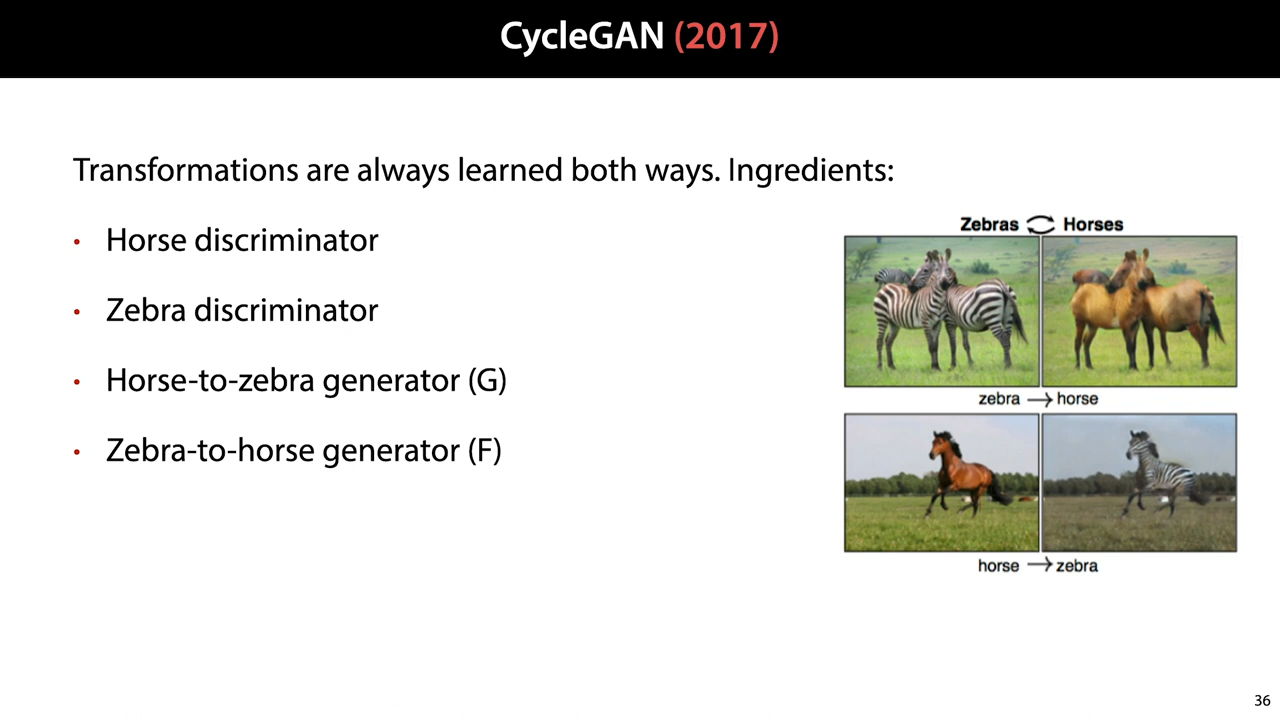 CycleGAN (2017)
Transformations are always learned both ways. Ingredients:
• Horse discriminator
• Zebra discriminator
• Horse-to-zebra generator (G)
• Zebra-to-horse generator (F)
Zebras Horses
zebra → horse
horse → zebra
36